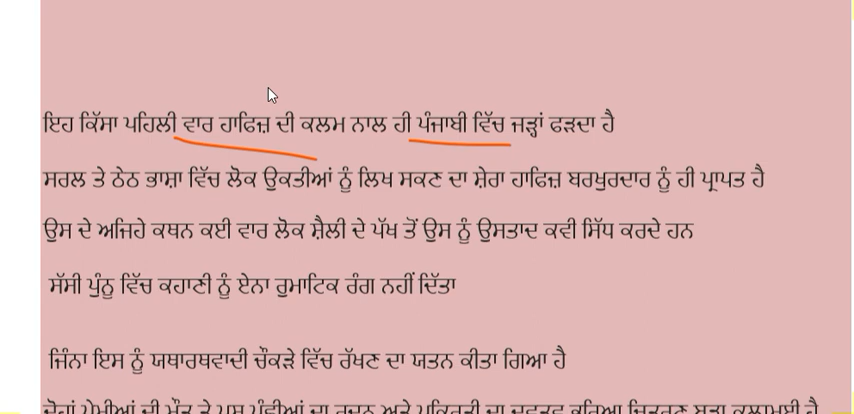 ਇਹ ਕਿੱਸਾ ਪਹਿਲੀ ਵਾਰ ਹਾਫਿਜ਼ ਦੀ ਕਲਮ ਨਾਲ ਹੀ ਪੰਜਾਬੀ ਵਿੱਚ ਜੜ੍ਹਾਂ ਫੜਦਾ ਹੈ
ਸਰਲ ਤੇ ਠੇਠ ਭਾਸ਼ਾ ਵਿੱਚ ਲੋਕ ਉਕਤੀਆਂ ਨੂੰ ਲਿਖ ਸਕਣ ਦਾ ਸ਼ੇਰਾ ਹਾਫਿਜ਼ ਬਰਖੁਰਦਾਰ ਨੂੰ ਹੀ ਪ੍ਰਾਪਤ ਹੈ
ਉਸ ਦੇ ਅਜਿਹੇ ਕਥਨ ਕਈ ਵਾਰ ਲੋਕ ਸ਼ੈਲੀ ਦੇ ਪੱਖ ਤੋਂ ਉਸ ਨੂੰ ਉਸਤਾਦ ਕਵੀ ਸਿੱਧ ਕਰਦੇ ਹਨ
ਸੱਸੀ ਪੁੰਨੂ ਵਿੱਚ ਕਹਾਣੀ ਨੂੰ ਏਨਾ ਰੁਮਾਟਿਕ ਰੰਗ ਨਹੀਂ ਦਿੱਤਾ
ਜਿੰਨਾ ਇਸ ਨੂੰ ਯਥਾਰਥਵਾਦੀ ਚੌਕੜੇ ਵਿੱਚ ਰੱਖਣ ਦਾ ਯਤਨ ਕੀਤਾ ਗਿਆ ਹੈ